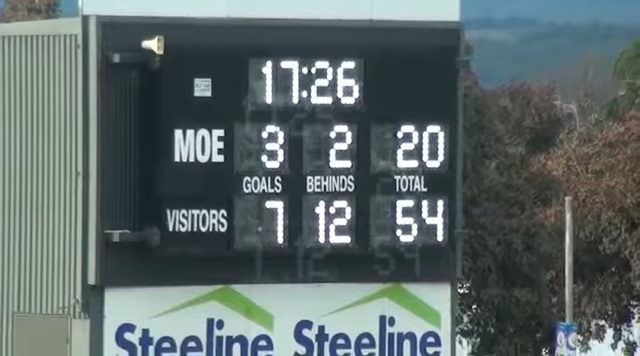 17:26
MOE 3 2 20
GOALS BEHINDS TOTAL
VISITORS 7 12 54
Steeline Steeline